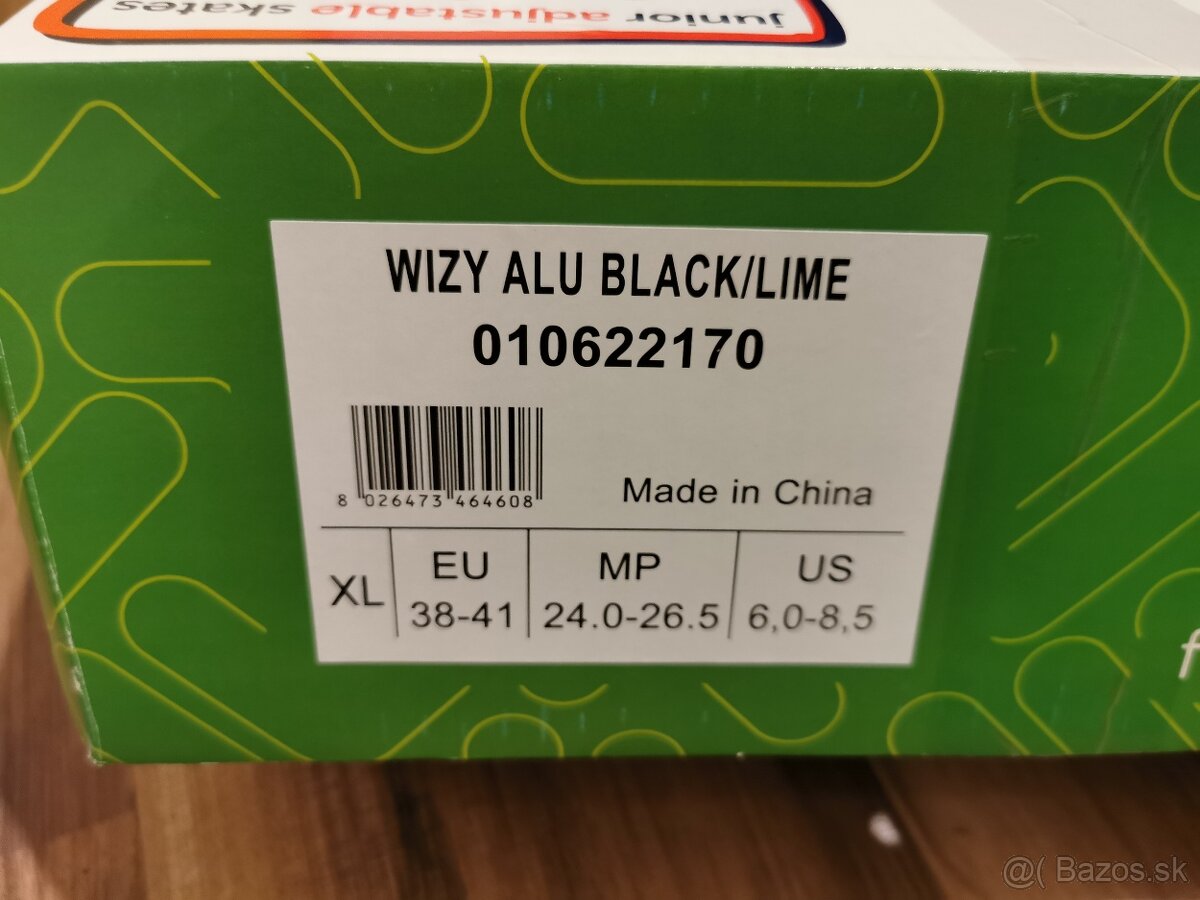 junior adjustable skates
WIZY ALU BLACK/LIME
010622170
8 026473 464608
Made in China
XL
EU
38-41
MP
24.0-26.5
US
6,0-8,5
f
@( Bazos.sk